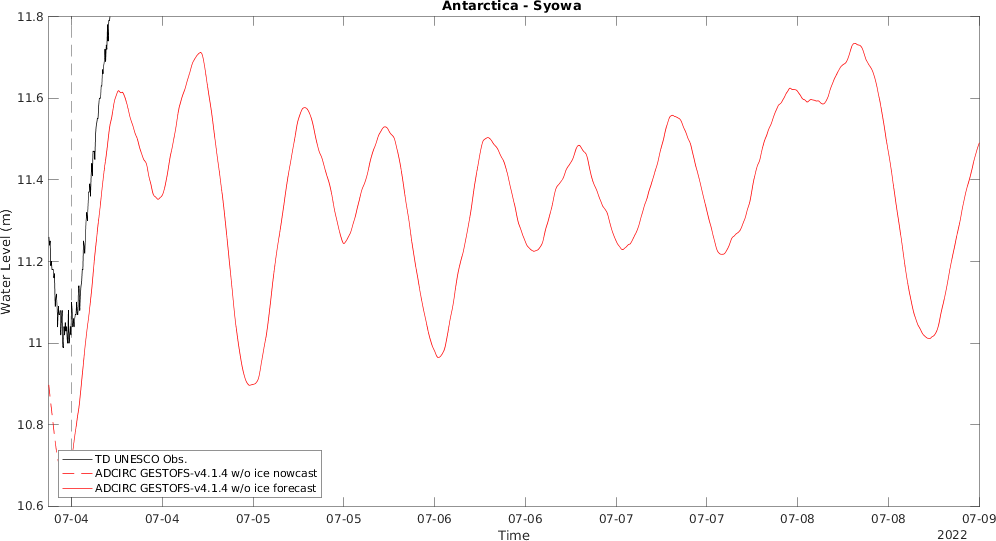 Antarctica - Syowa
Water Level (m)
11.8
11.6
11.4
11.2
11
10.8
10.6
TD UNESCO Obs.
ADCIRC GESTOFS-v4.1.4 w/o ice nowcast
ADCIRC GESTOFS-v4.1.4 w/o ice forecast
07-04 07-04 07-05 07-05 07-06 07-06 07-07 07-07 07-08 07-08 07-09
Time 2022